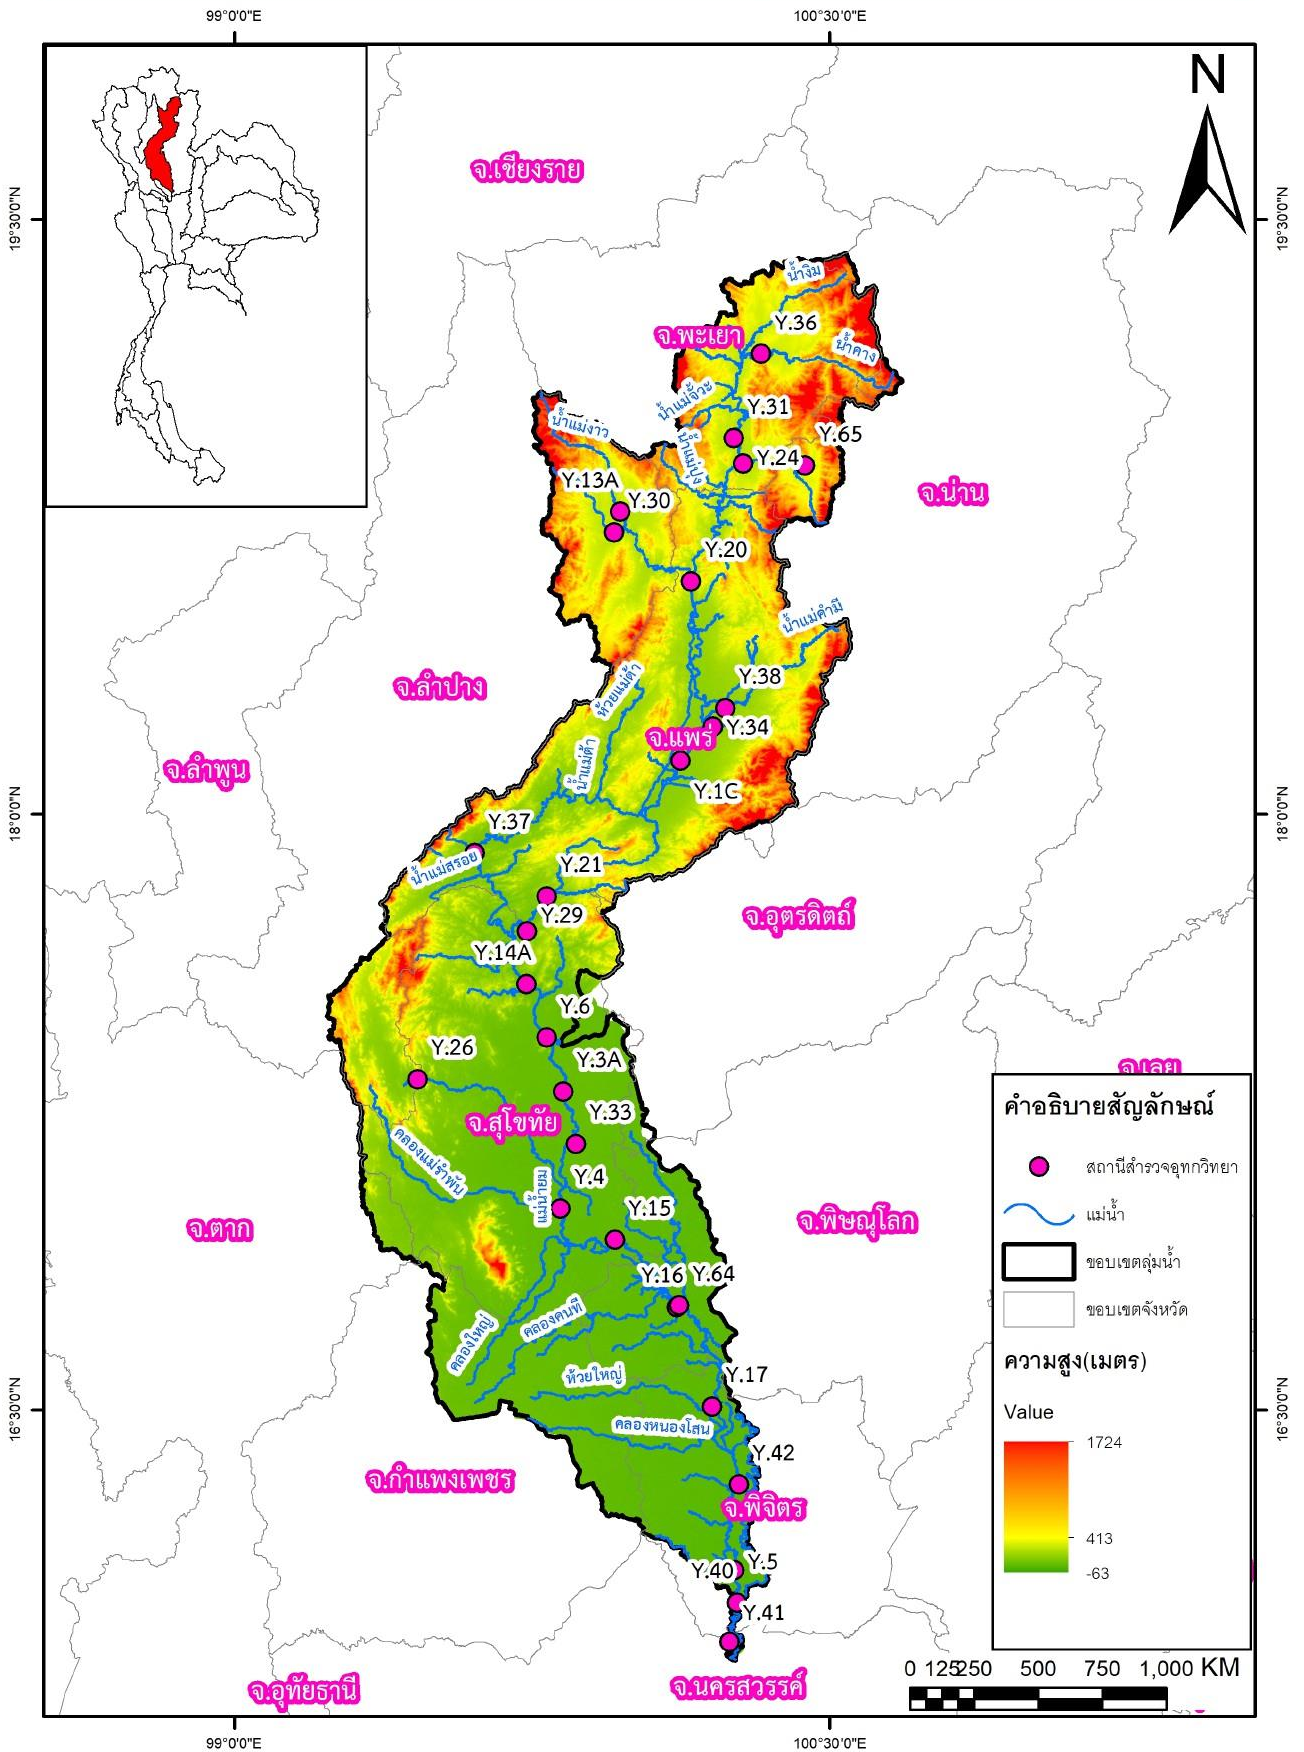 99°0'0"E
100°30'0"E
N
จ.เชียงราย
19°30'0"N
19°30'0"N
น้ำงิม
Y.36
จ.พะเยา
น้ำคาง
น้ำแม่จั๊วะ
Y.31
น้ำแม่งาว
Y.65
น้ำแม่ปุง
Y.24
Y.13A
จ.น่าน
Y.30
Y.20
น้ำแม่คำมี
Y.38
จ.ลำปาง
ห้วยแม่ต้า
Y.34
จ.แพร่
น้ำแม่ต้า
จ.ลำพูน
Y.1C
18°0'0"N
18°0'0"N
Y.37
น้ำแม่สรอย
Y.21
Y.29
จ.อุตรดิตถ์
Y.14A
Y.6
Y.26
Y.3A
จ.เลย
Y.33
จ.สุโขทัย
คลองแม่รำพัน
Y.4
แม่น้ำยม
Y.15
จ.ตาก
จ.พิษณุโลก
Y.16
Y.64
คลองใหญ่
คลองคนที
Y.17
ห้วยใหญ่
คลองหนองโสน
16°30'0"N
16°30'0"N
Y.42
จ.กำแพงเพชร
จ.พิจิตร
Y.5
Y.40
Y.41
จ.อุทัยธานี
จ.นครสวรรค์
คำอธิบายสัญลักษณ์
สถานีสำรวจอุทกวิทยา
แม่น้ำ
ขอบเขตลุ่มน้ำ
ขอบเขตจังหวัด
ความสูง(เมตร)
Value
1724
413
-63
0 125250 500 750 1,000 KM
99°0'0"E
100°30'0"E